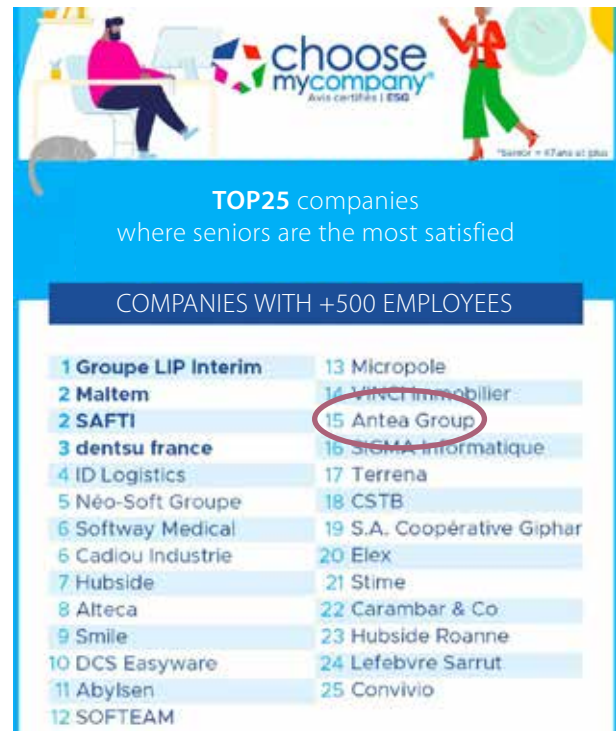 choose
mycompany®
Avis certifiés | ESG
*Senior = 47ans et plus
TOP25 companies
where seniors are the most satisfied
COMPANIES WITH +500 EMPLOYEES
1 Groupe LIP Interim
2 Maltem
2 SAFTI
3 dentsu france
4 ID Logistics
5 Néo-Soft Groupe
6 Softway Medical
6 Cadiou Industrie
7 Hubside
8 Alteca
9 Smile
10 DCS Easyware
11 Abylsen
12 SOFTEAM
13 Micropole
14 VINCI Immobilier
15 Antea Group
16 SIGMA Informatique
17 Terrena
18 CSTB
19 S.A. Coopérative Giphar
20 Elex
21 Stime
22 Carambar & Co
23 Hubside Roanne
24 Lefebvre Sarrut
25 Convivio